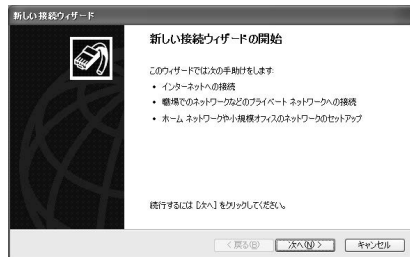 新しい接続ウィザード
新しい接続ウィザードの開始
このウィザードでは次の手助けをします:
• インターネットへの接続
• 職場でのネットワークなどのプライベート ネットワークへの接続
• ホーム ネットワークや小規模オフィスのネットワークのセットアップ
続行するには [次へ] をクリックしてください。
< 戻る(B) 次へ(N) > キャンセル